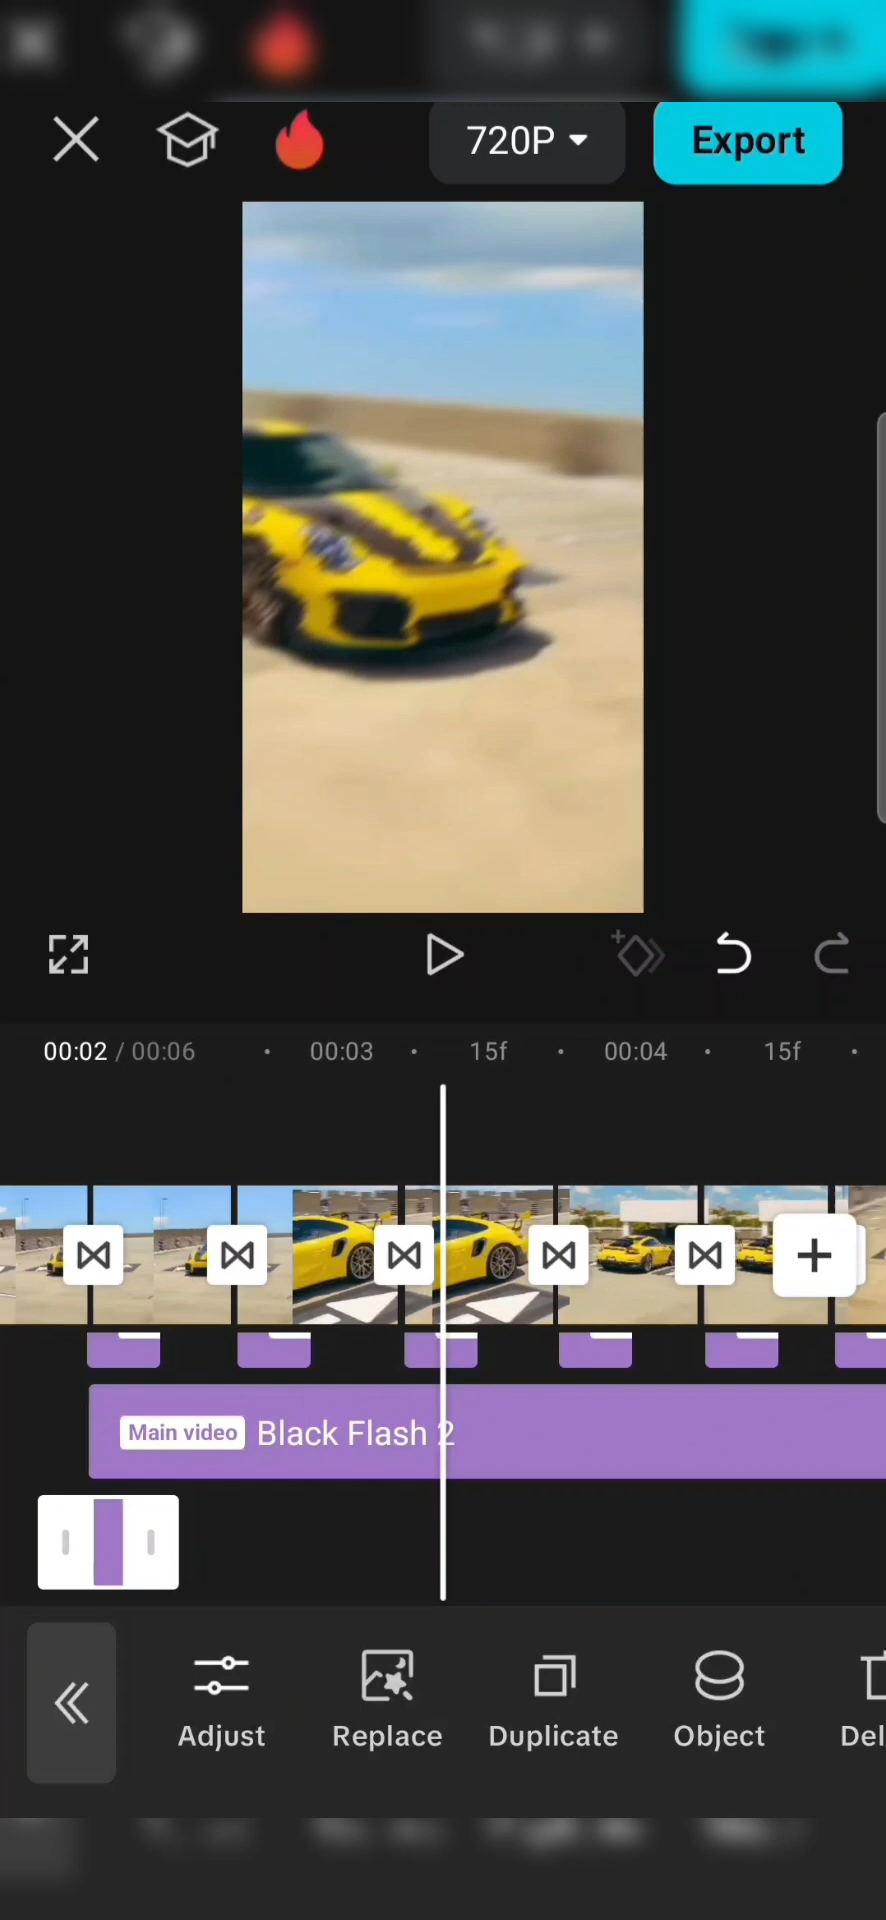 720P
Export
00:02 / 00:06
00:03
15f
00:04
15f
Main video
Black Flash 2
Adjust
Replace
Duplicate
Object
Del